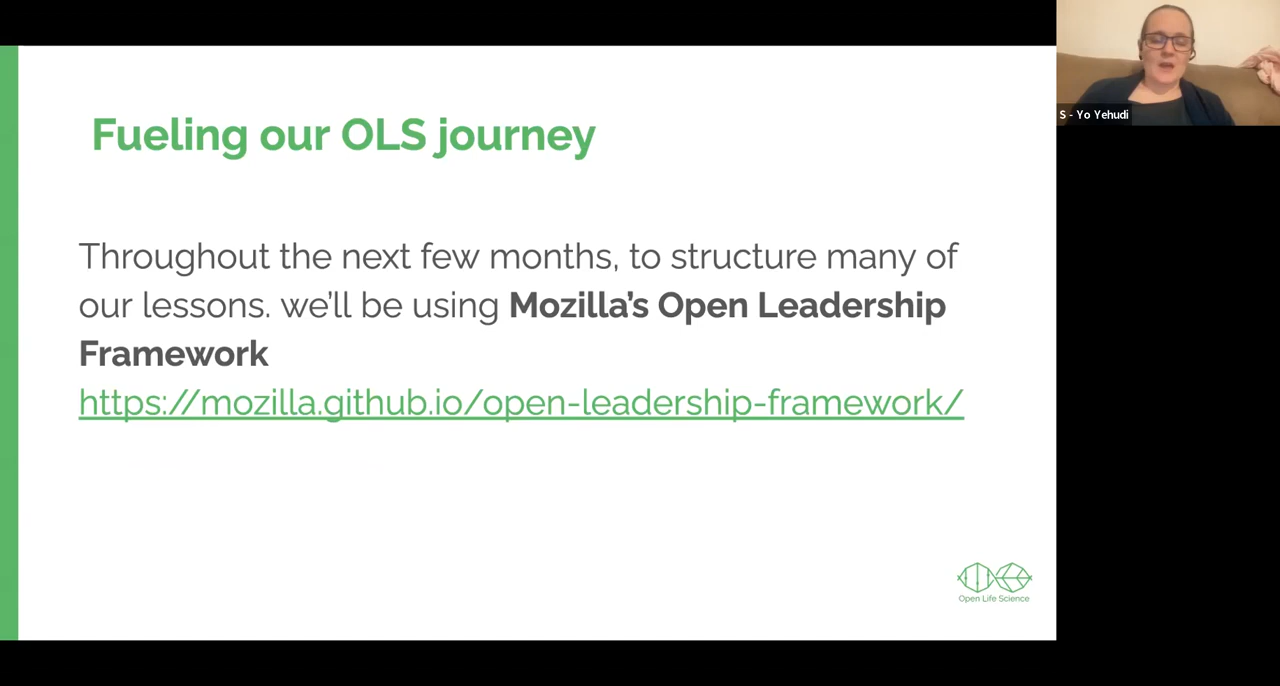 Fueling our OLS journey
Throughout the next few months, to structure many of
our lessons. we'll be using Mozilla's Open Leadership
Framework
https://mozilla.github.io/open-leadership-framework/
Open Life Science
S - Yo Yehudi